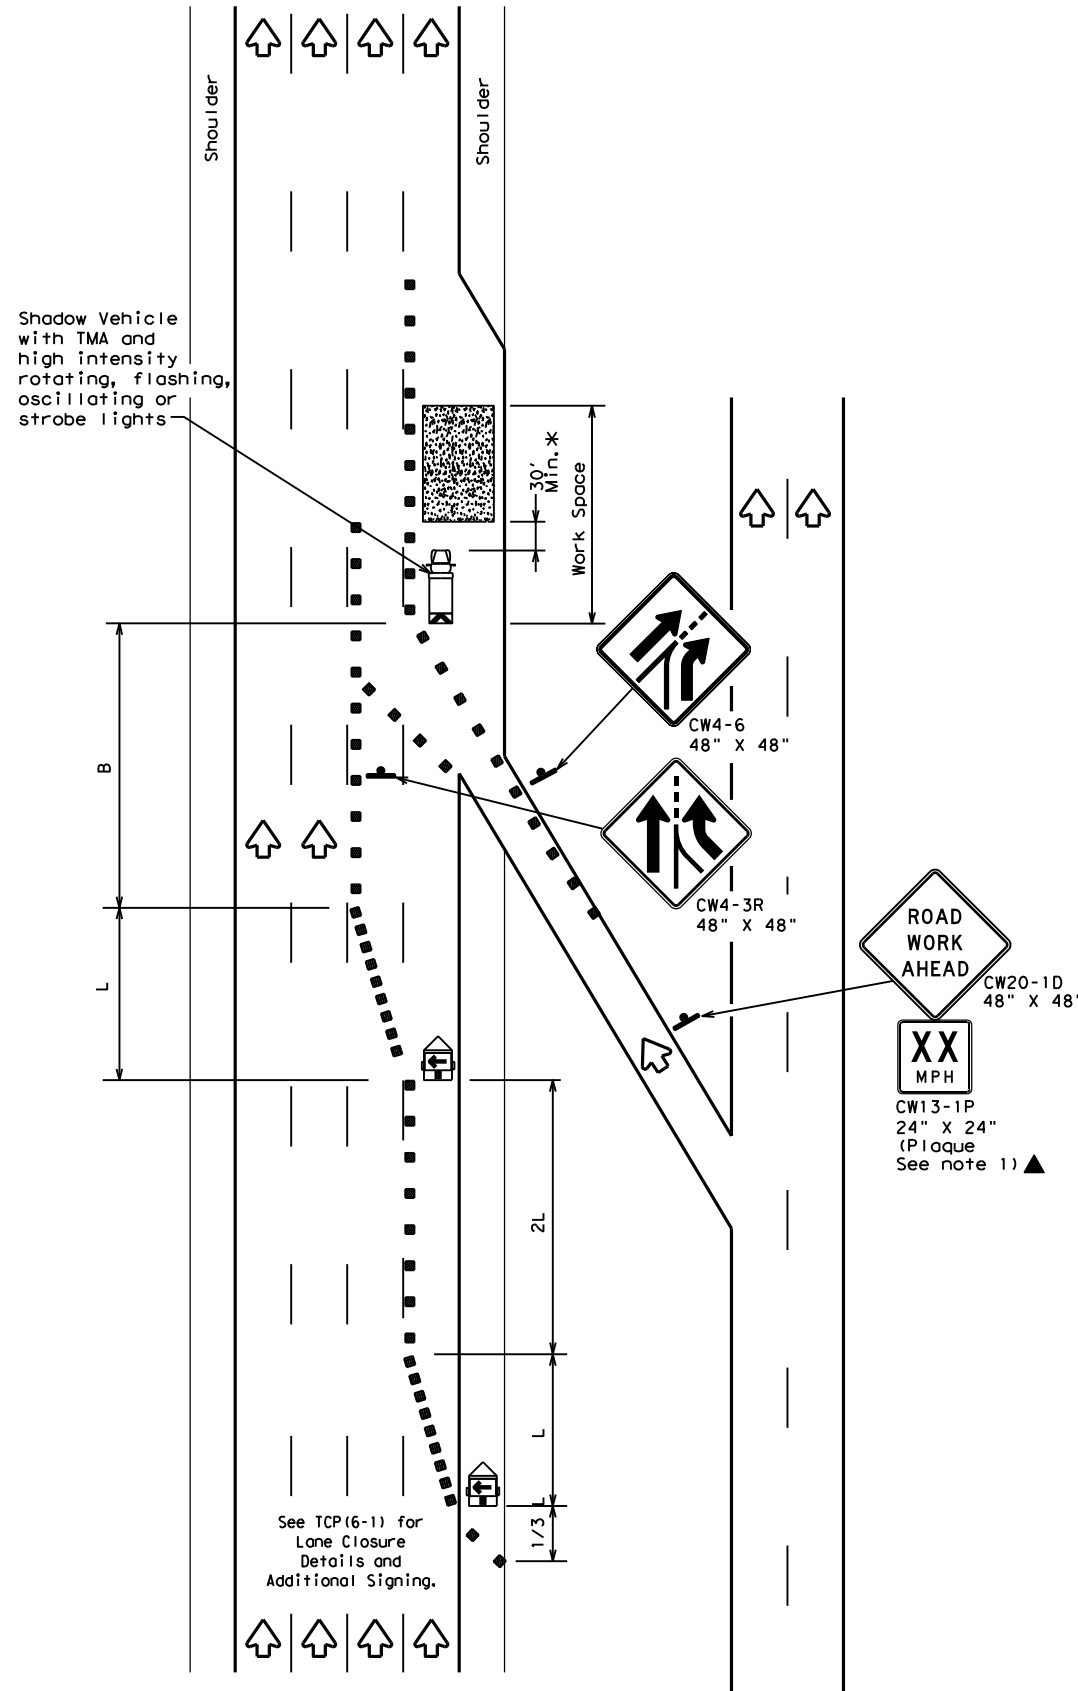 Shoulder
Shoulder
Shadow Vehicle
with TMA and
high intensity
rotating, flashing,
oscillating or
strobe lights
30'
Min.*
Work Space
CW4-6
48" X 48"
B
CW4-3R
48" X 48"
ROAD
WORK
AHEAD
CW20-1D
48" X 48"
L
XX
MPH
CW13-1P
24" X 24"
(Plaque
See note 1)▲
2L
L
1/3 L
See TCP(6-1) for
Lane Closure
Details and
Additional Signing.